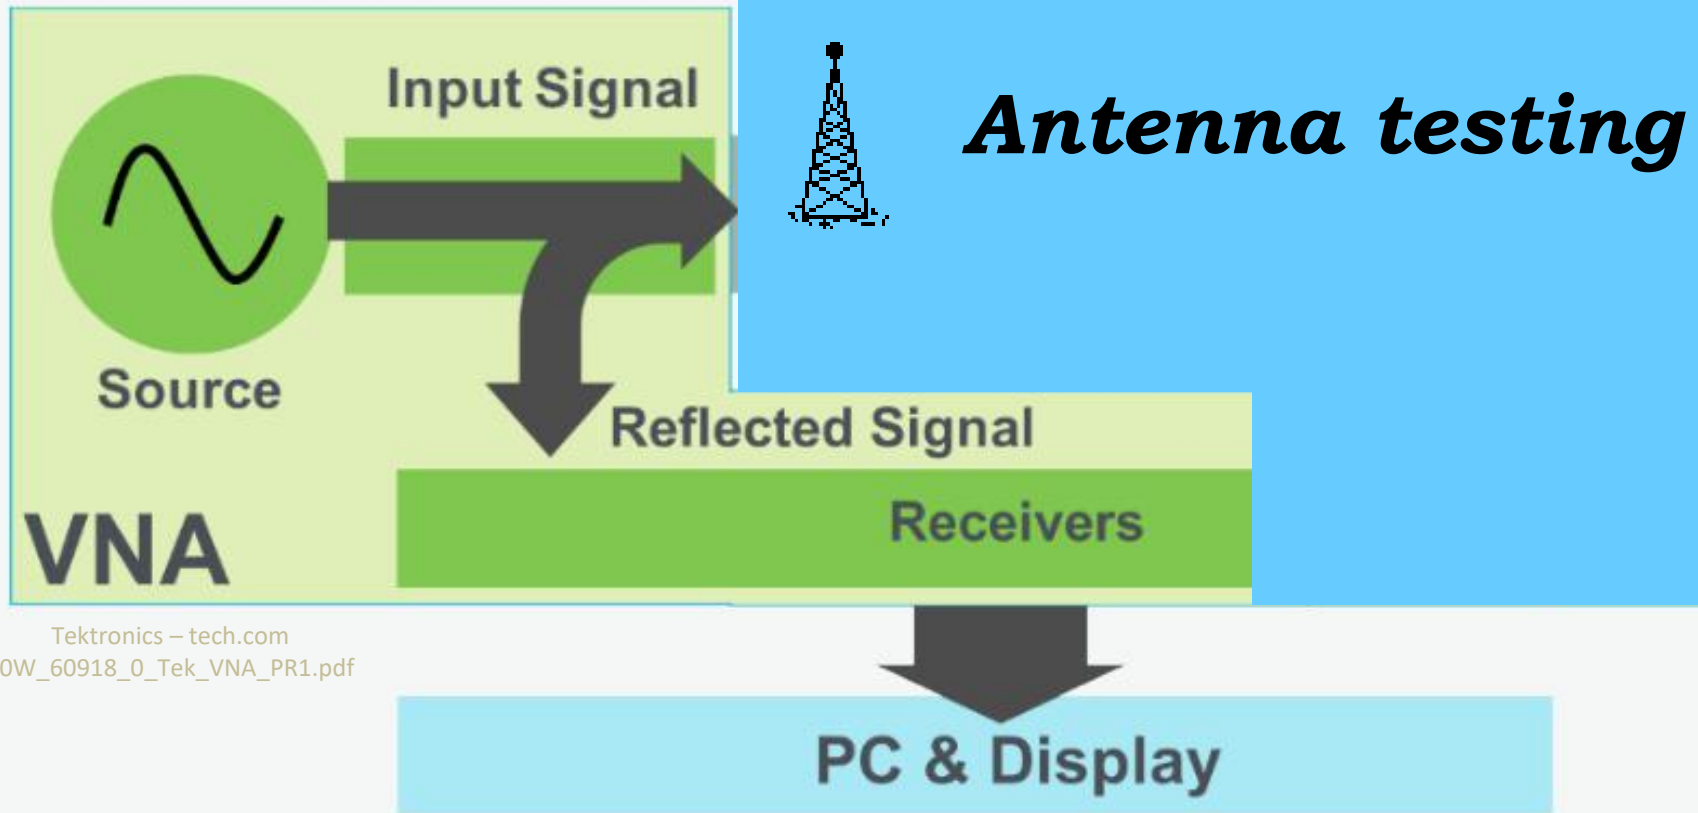 Input Signal
Antenna testing
Source
Reflected Signal
Receivers
VNA
Tektronics – tech.com
0W_60918_0_Tek_VNA_PR1.pdf
PC & Display